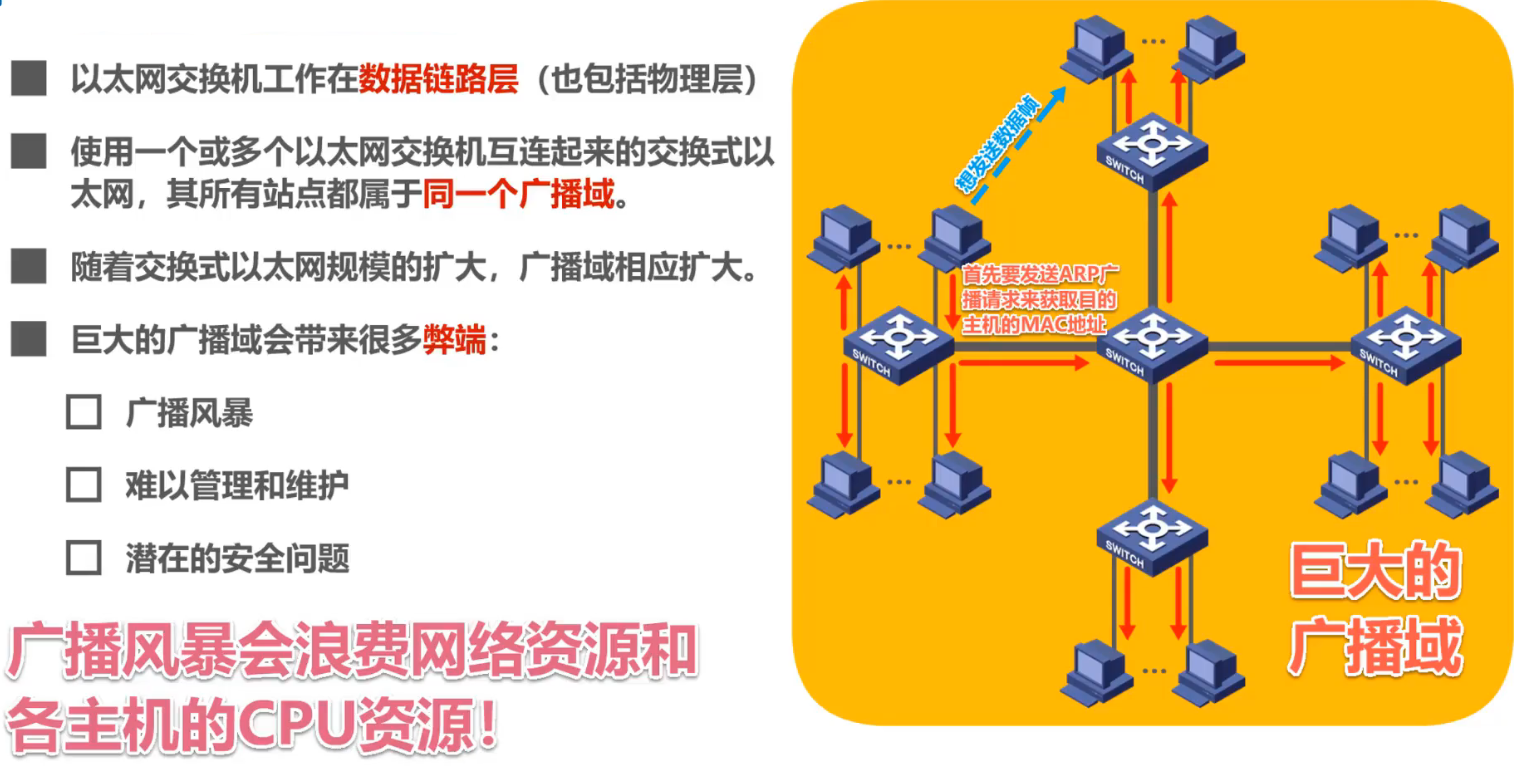 以太网交换机工作在数据链路层（也包括物理层）
使用一个或多个以太网交换机互连起来的交换式以
太网，其所有站点都属于同一个广播域。
随着交换式以太网规模的扩大，广播域相应扩大。
巨大的广播域会带来很多弊端：
广播风暴
难以管理和维护
潜在的安全问题
广播风暴会浪费网络资源和
各主机的CPU资源！
...
想发送数据帧
SWITCH
...
...
首先要发送ARP广
播请求来获取目的
主机的MAC地址
SWITCH
SWITCH
SWITCH
...
...
SWITCH
...
巨大的
广播域